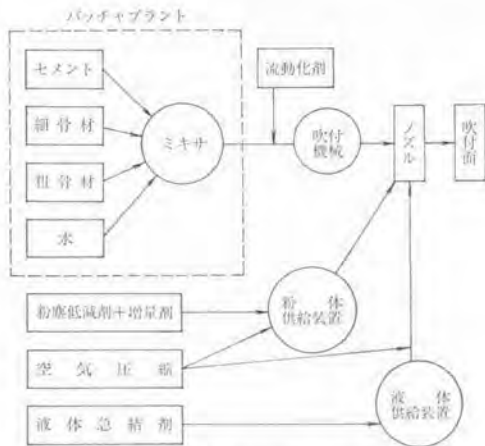 バッチャプラント
セメント
細骨材
粗骨材
水
ミキサ
流動化剤
吹付
機械
ノズル
吹付面
粉塵低減剤+増量剤
空気圧縮
液体急結剤
粉体
供給装置
液体
供給装置